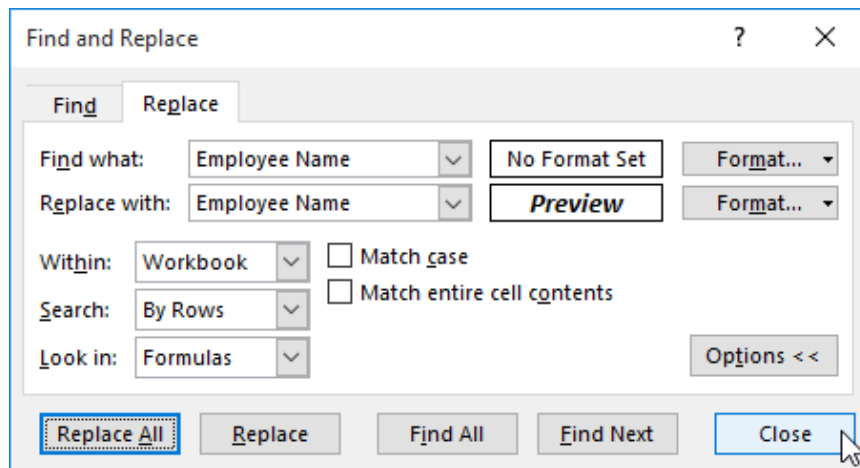 Find and Replace ?
Find Replace
Find what: Employee Name No Format Set Format...
Replace with: Employee Name Preview Format...
Within: Workbook Match case
Match entire cell contents
Search: By Rows
Look in: Formulas
Options <<
Replace All Replace Find All Find Next Close